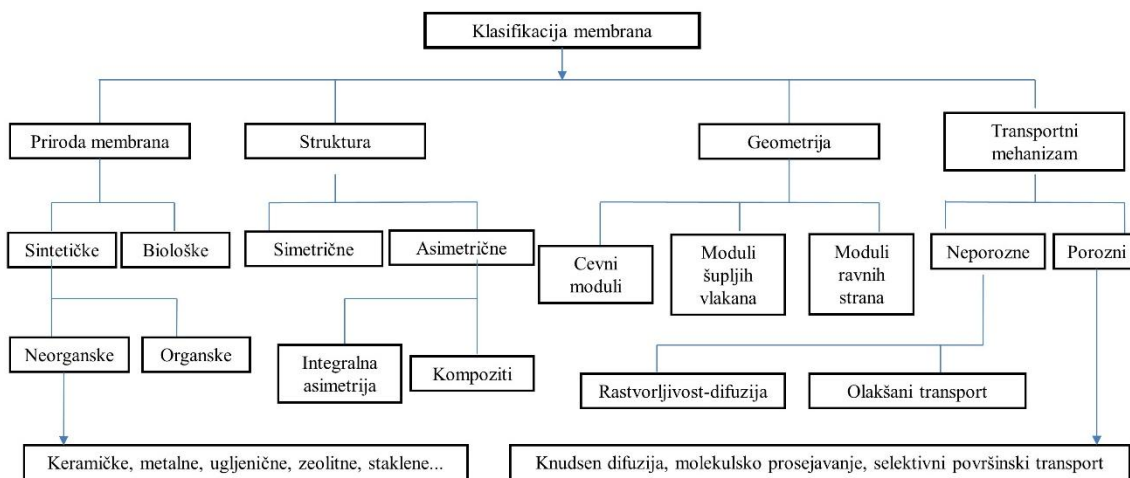 Klasifikacija membrana
Priroda membrana
Struktura
Geometrija
Transportni
mehanizam
Sintetičke
Biološke
Simetrične
Asimetrične
Cevni
moduli
Moduli
šupljih
vlakana
Moduli
ravnih
strana
Neporozne
Porozni
Neorganske
Organske
Integralna
asimetrija
Kompoziti
Rastvorljivost-difuzija
Olakšani transport
Keramičke, metalne, ugljenične, zeolitne, staklene...
Knudsen difuzija, molekulsko prosejavanje, selektivni površinski transport